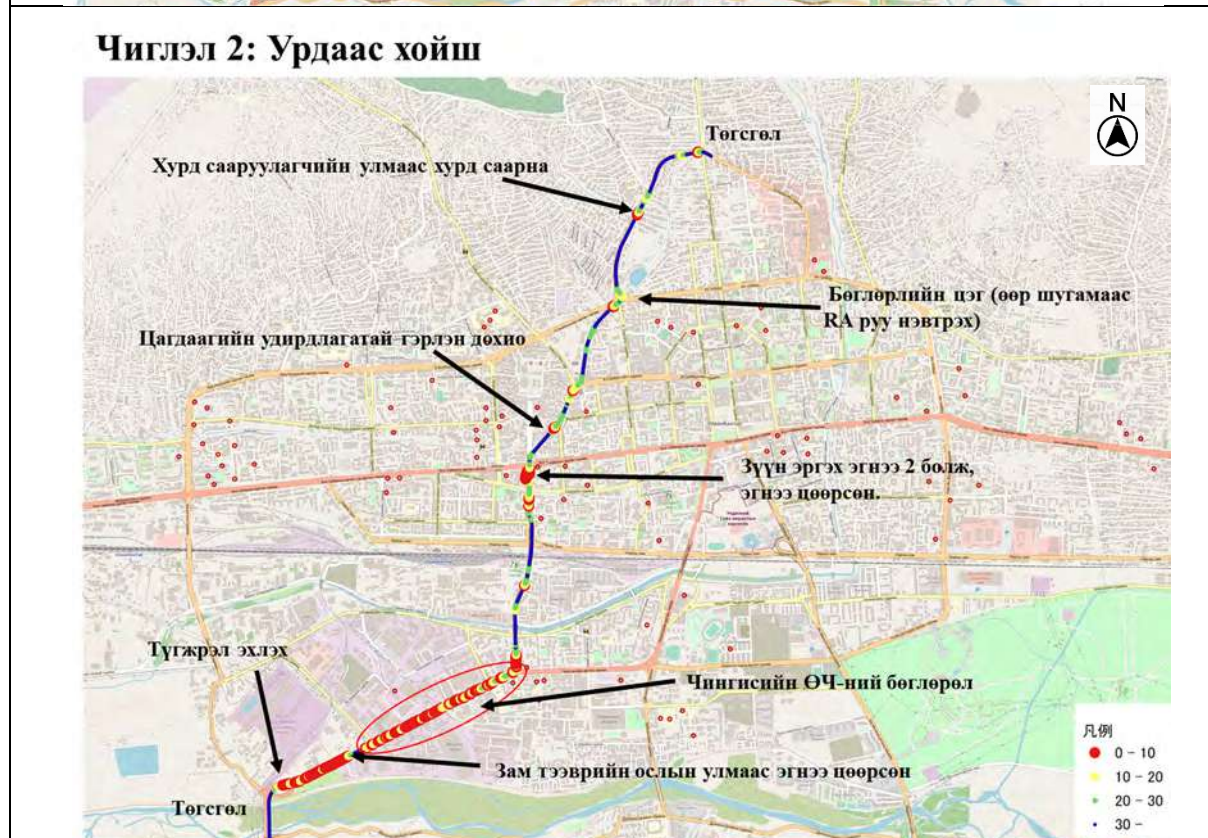 Чиглэл 2: Урдаас хойш
N
Төгсгөл
Хурд сааруулагчийн улмаас хурд саарна
Бөглөрлийн цэг (өөр шугамаас
RA руу нэвтрэх)
Цагдаагийн удирдлагатай гэрлэн дохио
Зүүн эргэх эгнээ 2 болж,
эгнээ цөөрсөн.
Түгжрэл эхлэх
Чингисийн ӨЧ-ний бөглөрөл
Зам тээврийн ослын улмаас эгнээ цөөрсөн
Төгсгөл
凡例
0 - 10
10 - 20
20 - 30
30 -